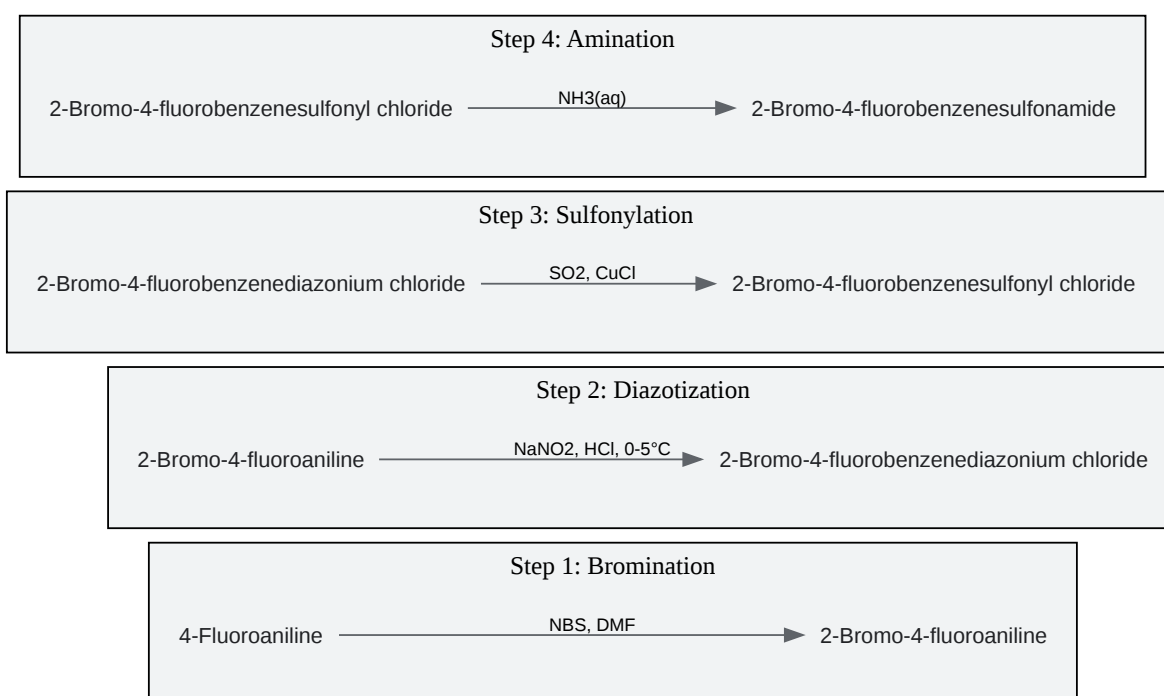 Step 4: Amination
2-Bromo-4-fluorobenzenesulfonyl chloride NH3(aq) 2-Bromo-4-fluorobenzenesulfonamide
Step 3: Sulfonylation
2-Bromo-4-fluorobenzenediazonium chloride SO2, CuCl 2-Bromo-4-fluorobenzenesulfonyl chloride
Step 2: Diazotization
2-Bromo-4-fluoroaniline NaNO2, HCl, 0-5°C 2-Bromo-4-fluorobenzenediazonium chloride
Step 1: Bromination
4-Fluoroaniline NBS, DMF 2-Bromo-4-fluoroaniline